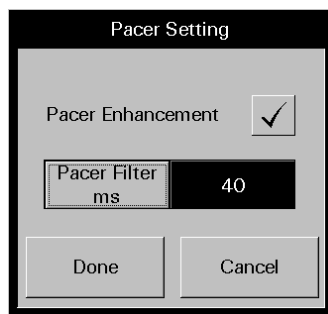 Pacer Setting
Pacer Enhancement
Pacer Filter
ms
40
Done
Cancel